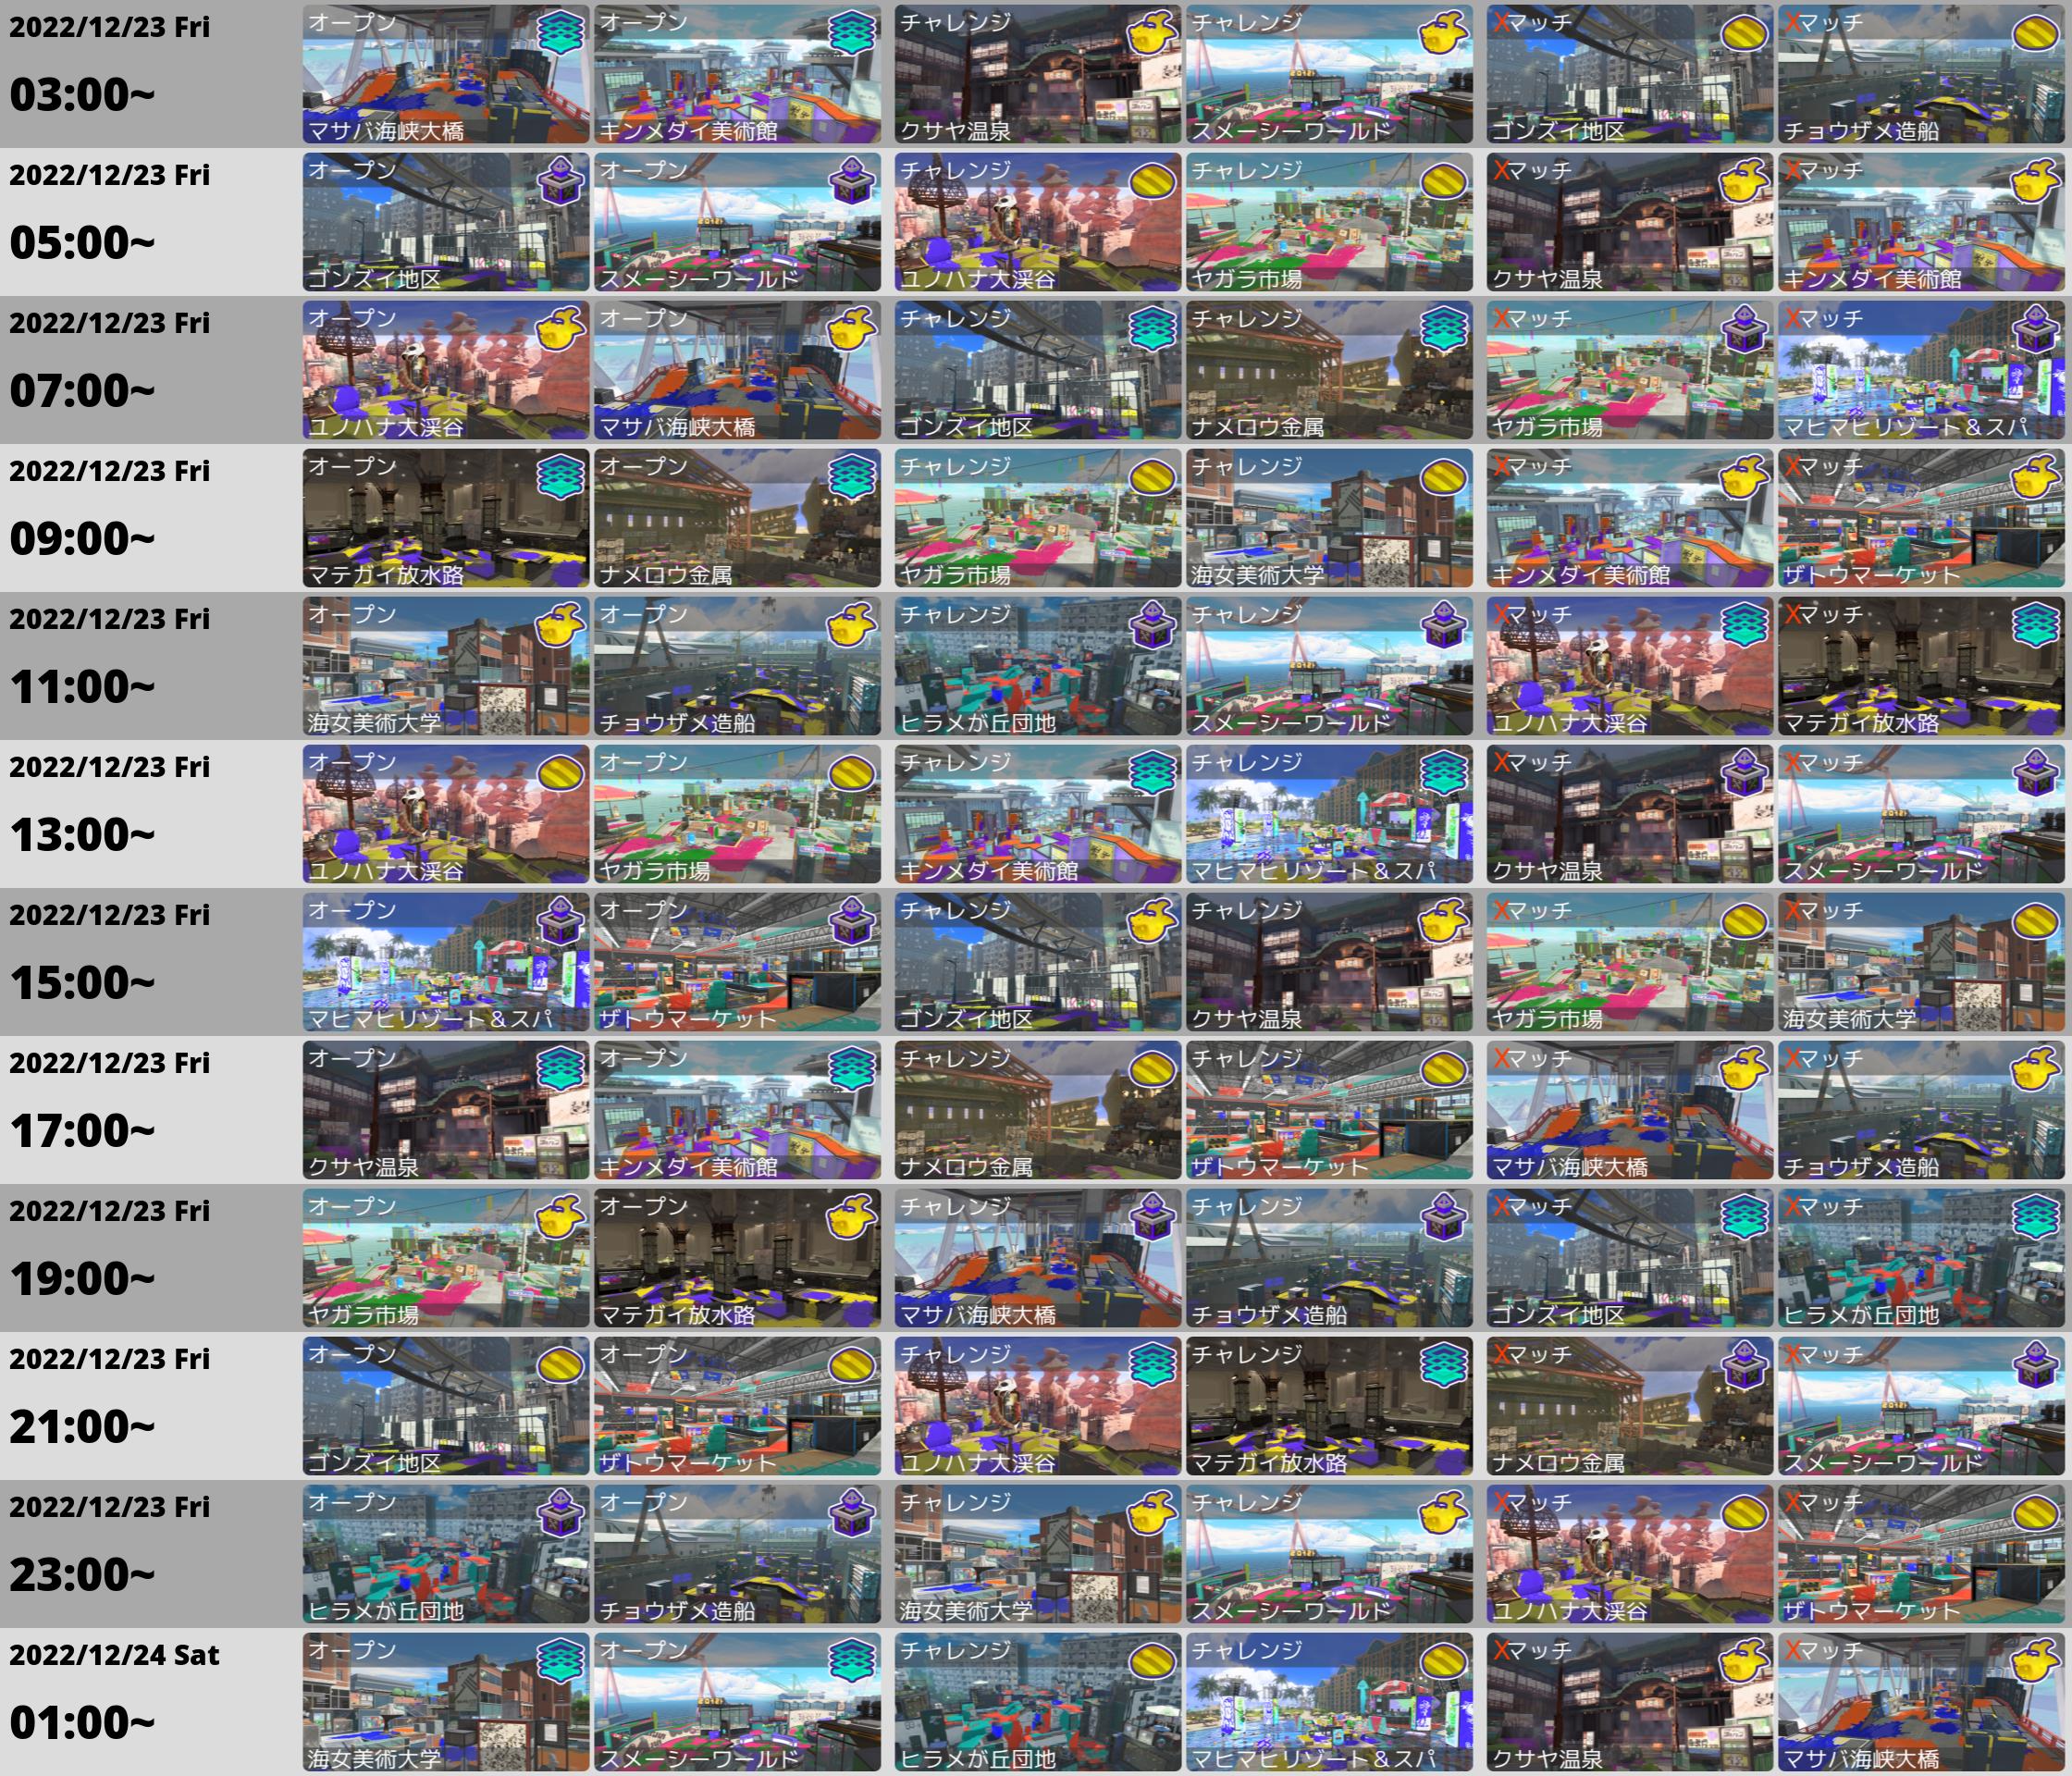 2022/12/23 Fri
03:00~
オープン オープン チャレンジ チャレンジ Xマッチ Xマッチ
マサバ海峡大橋 キンメダイ美術館 クサヤ温泉 スメーシーワールド ゴンズイ地区 チョウザメ造船
2022/12/23 Fri
05:00~
オープン オープン チャレンジ チャレンジ Xマッチ Xマッチ
ゴンズイ地区 スメーシーワールド ユノハナ大渓谷 ヤガラ市場 クサヤ温泉 キンメダイ美術館
2022/12/23 Fri
07:00~
オープン オープン チャレンジ チャレンジ Xマッチ Xマッチ
ユノハナ大渓谷 マサバ海峡大橋 ゴンズイ地区 ナメロウ金属 ヤガラ市場 マヒマヒリゾート&スパ
2022/12/23 Fri
09:00~
オープン オープン チャレンジ チャレンジ Xマッチ Xマッチ
マテガイ放水路 ナメロウ金属 ヤガラ市場 海女美術大学 キンメダイ美術館 ザトウマーケット
2022/12/23 Fri
11:00~
オープン オープン チャレンジ チャレンジ Xマッチ Xマッチ
海女美術大学 チョウザメ造船 ヒラメが丘団地 スメーシーワールド ユノハナ大渓谷 マテガイ放水路
2022/12/23 Fri
13:00~
オープン オープン チャレンジ チャレンジ Xマッチ Xマッチ
ユノハナ大渓谷 ヤガラ市場 キンメダイ美術館 マヒマヒリゾート&スパ クサヤ温泉 スメーシーワールド
2022/12/23 Fri
15:00~
オープン オープン チャレンジ チャレンジ Xマッチ Xマッチ
マヒマヒリゾート&スパ ザトウマーケット ゴンズイ地区 クサヤ温泉 ヤガラ市場 海女美術大学
2022/12/23 Fri
17:00~
オープン オープン チャレンジ チャレンジ Xマッチ Xマッチ
クサヤ温泉 キンメダイ美術館 ナメロウ金属 ザトウマーケット マサバ海峡大橋 チョウザメ造船
2022/12/23 Fri
19:00~
オープン オープン チャレンジ チャレンジ Xマッチ Xマッチ
ヤガラ市場 マテガイ放水路 マサバ海峡大橋 チョウザメ造船 ゴンズイ地区 ヒラメが丘団地
2022/12/23 Fri
21:00~
オープン オープン チャレンジ チャレンジ Xマッチ Xマッチ
ゴンズイ地区 ザトウマーケット ユノハナ大渓谷 マテガイ放水路 ナメロウ金属 スメーシーワールド
2022/12/23 Fri
23:00~
オープン オープン チャレンジ チャレンジ Xマッチ Xマッチ
ヒラメが丘団地 チョウザメ造船 海女美術大学 スメーシーワールド ユノハナ大渓谷 ザトウマーケット
2022/12/24 Sat
01:00~
オープン オープン チャレンジ チャレンジ Xマッチ Xマッチ
海女美術大学 スメーシーワールド ヒラメが丘団地 マヒマヒリゾート&スパ クサヤ温泉 マサバ海峡大橋